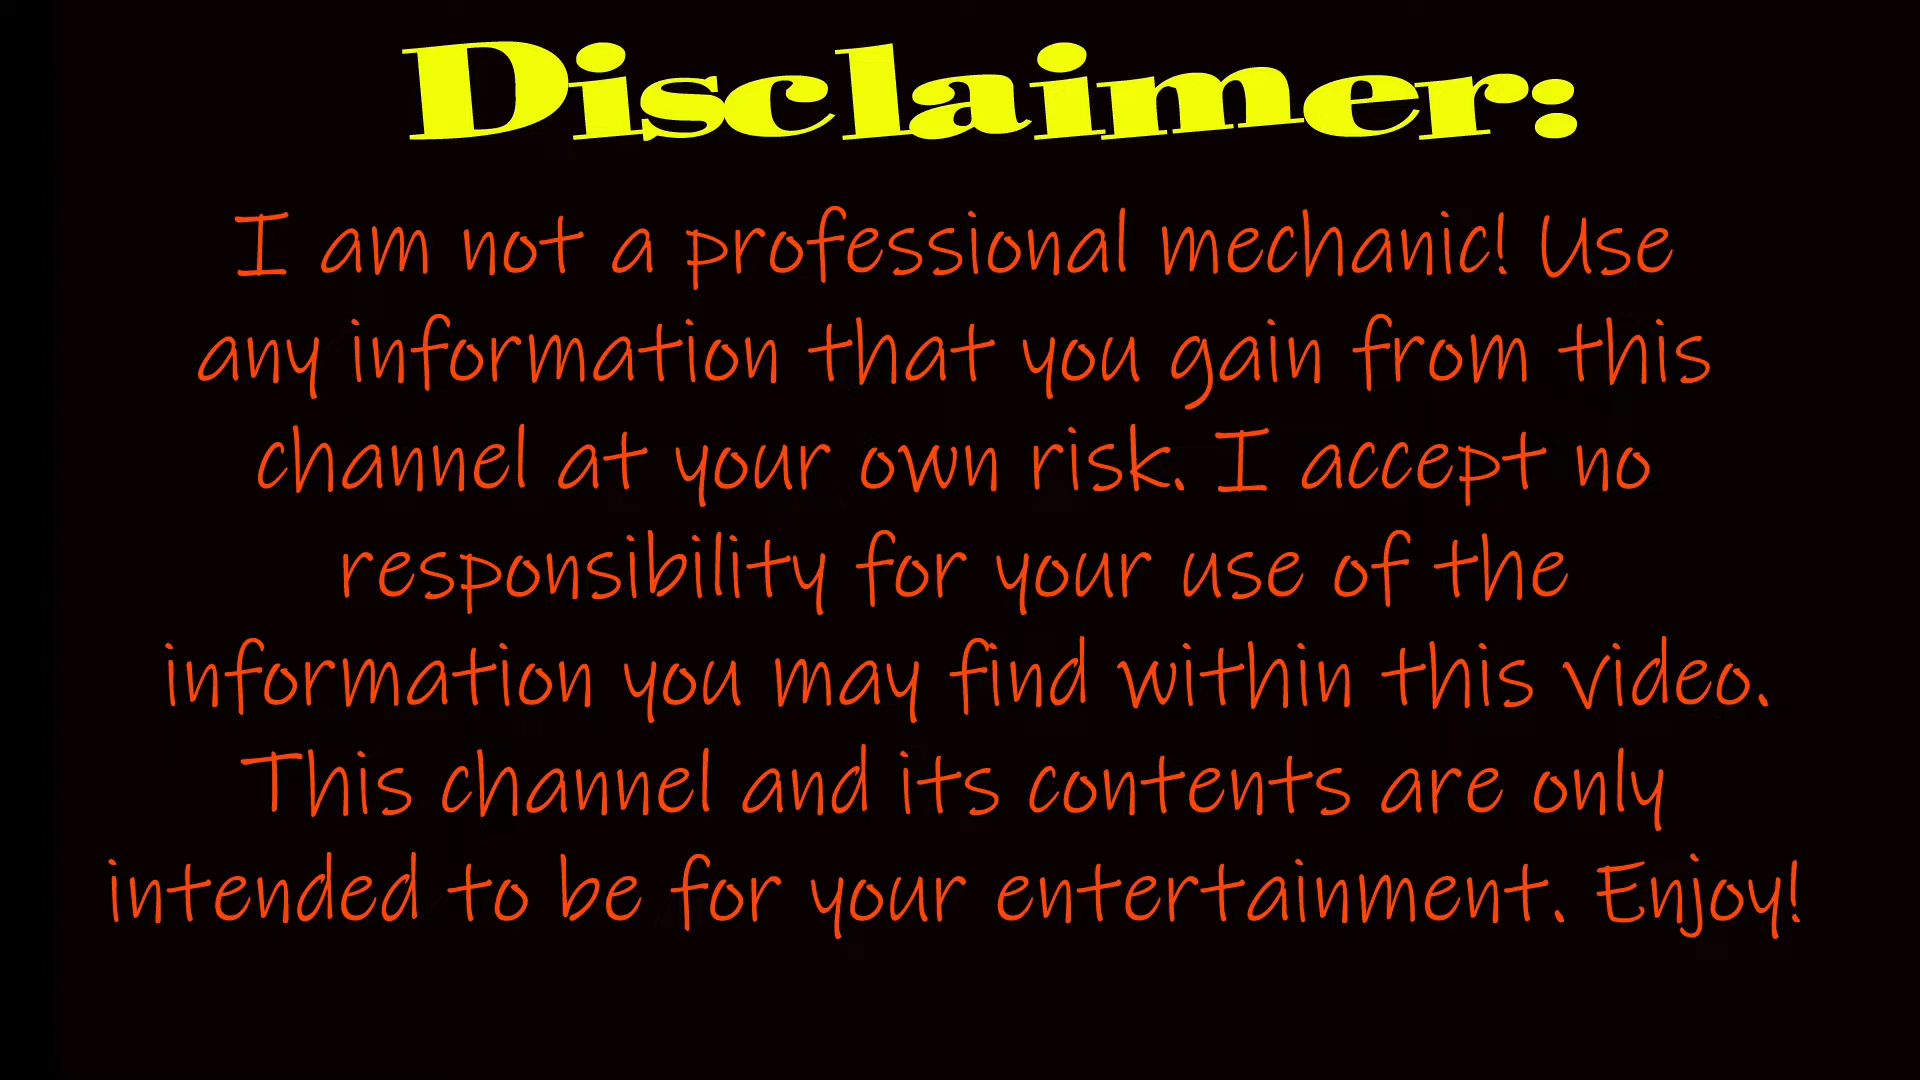 Disclaimer:
I am not a professional mechanic! Use
any information that you gain from this
channel at your own risk. I accept no
responsibility for your use of the
information you may find within this video.
This channel and its contents are only
intended to be for your entertainment. Enjoy!